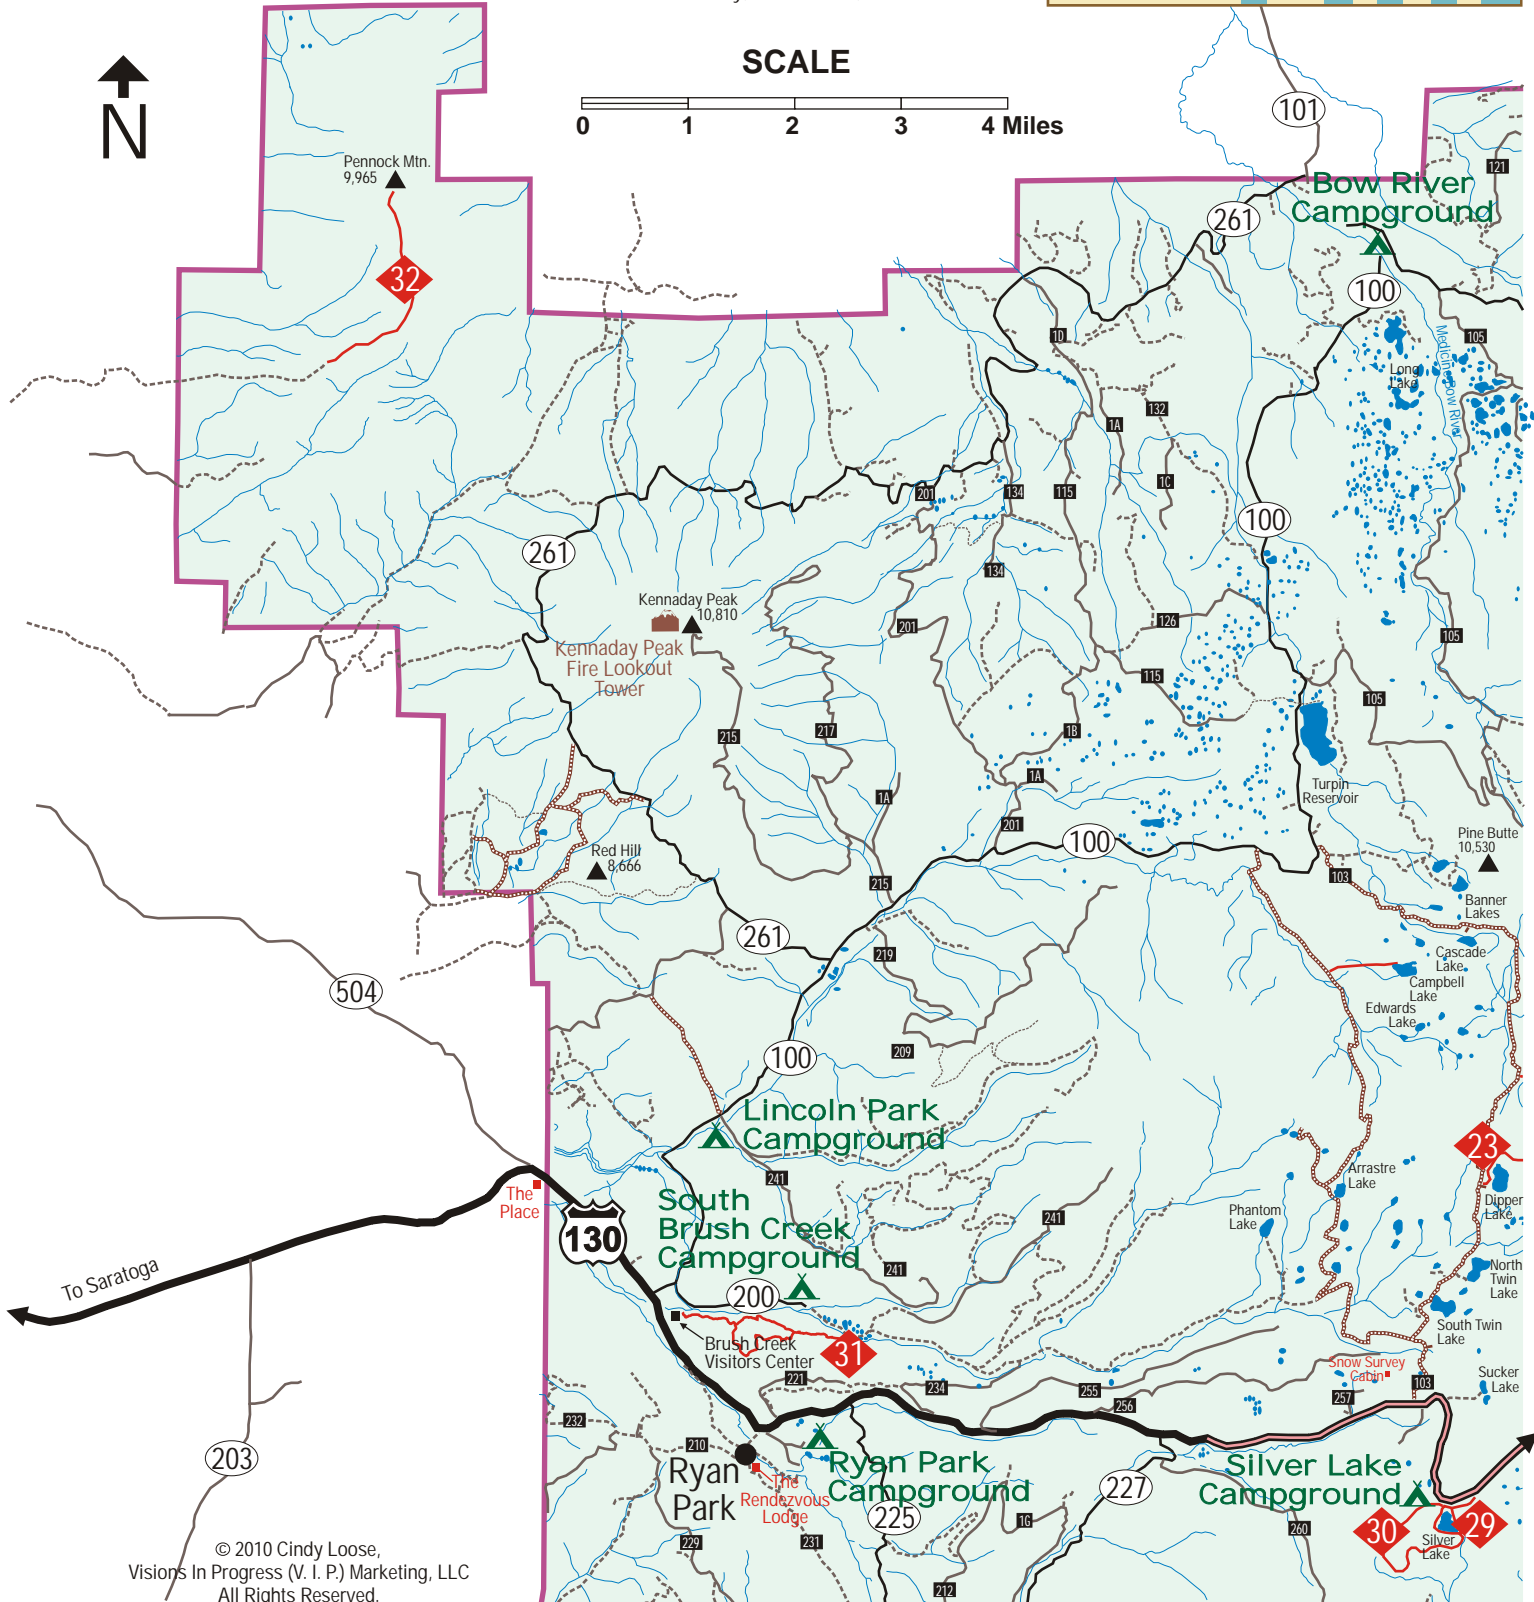 SCALE
0 1 2 3 4 Miles
N
101
121
Pennock Mtn.
9,965
Bow River
Campground
261
32
100
1D
105
Long
Lake
Medicine Bow River
132
1A
1C
201
134
115
100
261
134
Kennaday Peak
10,810
Kennaday Peak
Fire Lookout
Tower
201
126
105
115
105
215
217
1B
1A
Turpin
Reservoir
1A
201
100
Pine Butte
10,530
Red Hill
8,666
215
103
Banner
Lakes
261
219
Cascade
Lake
Campbell
Lake
504
Edwards
Lake
100
209
Lincoln Park
Campground
23
241
Arrastre
Lake
The
Place
South
Brush Creek
Campground
Dipper
Lake
Phantom
Lake
241
130
241
North
Twin
Lake
To Saratoga
200
South Twin
Lake
Brush Creek
Visitors Center
31
Snow Survey
Cabin
221
234
255
103
Sucker
Lake
256
257
232
210
203
Ryan
Park
The
Rendezvous
Lodge
Ryan Park
Campground
227
Silver Lake
Campground
225
1G
260
30
29
Silver
Lake
229
231
© 2010 Cindy Loose,
Visions In Progress (V. I. P.) Marketing, LLC
All Rights Reserved.
212